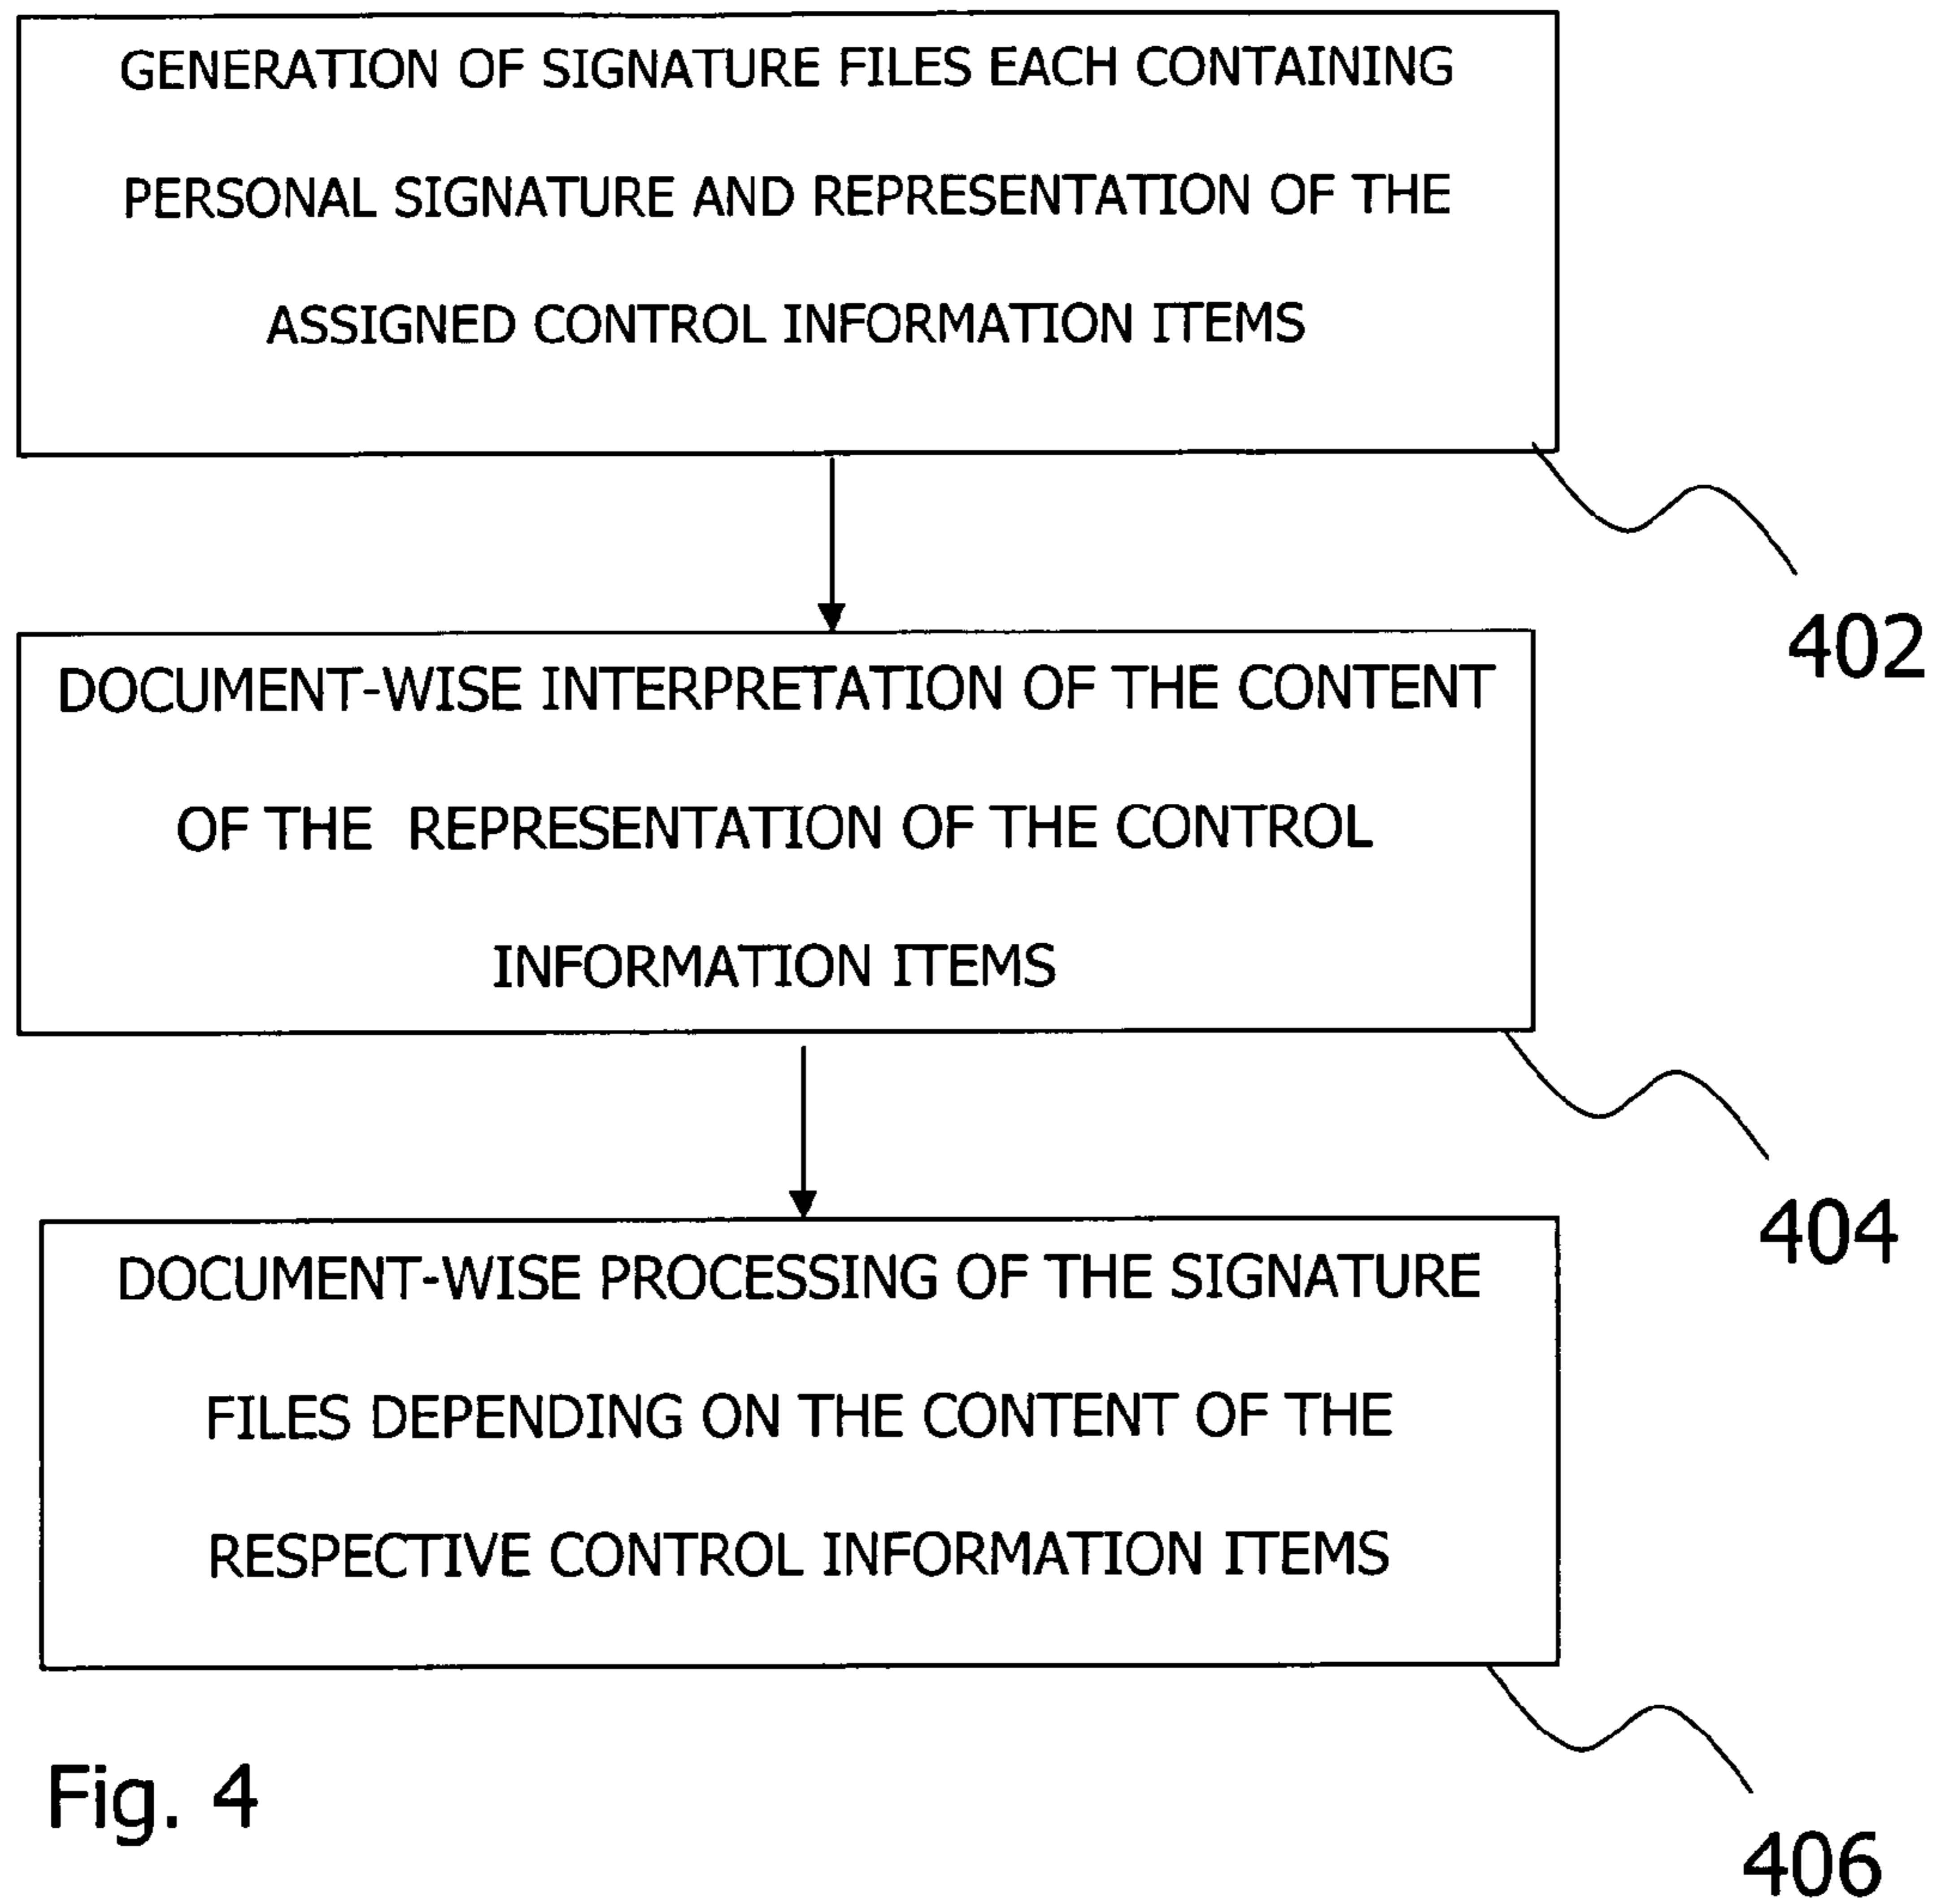 GENERATION OF SIGNATURE FILES EACH CONTAINING
PERSONAL SIGNATURE AND REPRESENTATION OF THE
ASSIGNED CONTROL INFORMATION ITEMS
402
DOCUMENT-WISE INTERPRETATION OF THE CONTENT
OF THE REPRESENTATION OF THE CONTROL
INFORMATION ITEMS
404
DOCUMENT-WISE PROCESSING OF THE SIGNATURE
FILES DEPENDING ON THE CONTENT OF THE
RESPECTIVE CONTROL INFORMATION ITEMS
406
Fig. 4